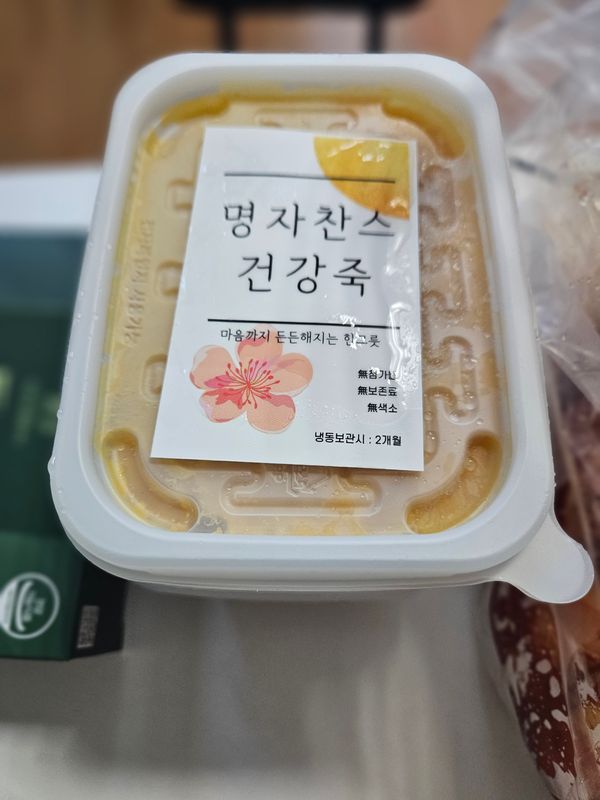 명자찬스
건강죽
마음까지 든든해지는 한그릇
無첨가물
無보존료
無색소
냉동보관시 : 2개월